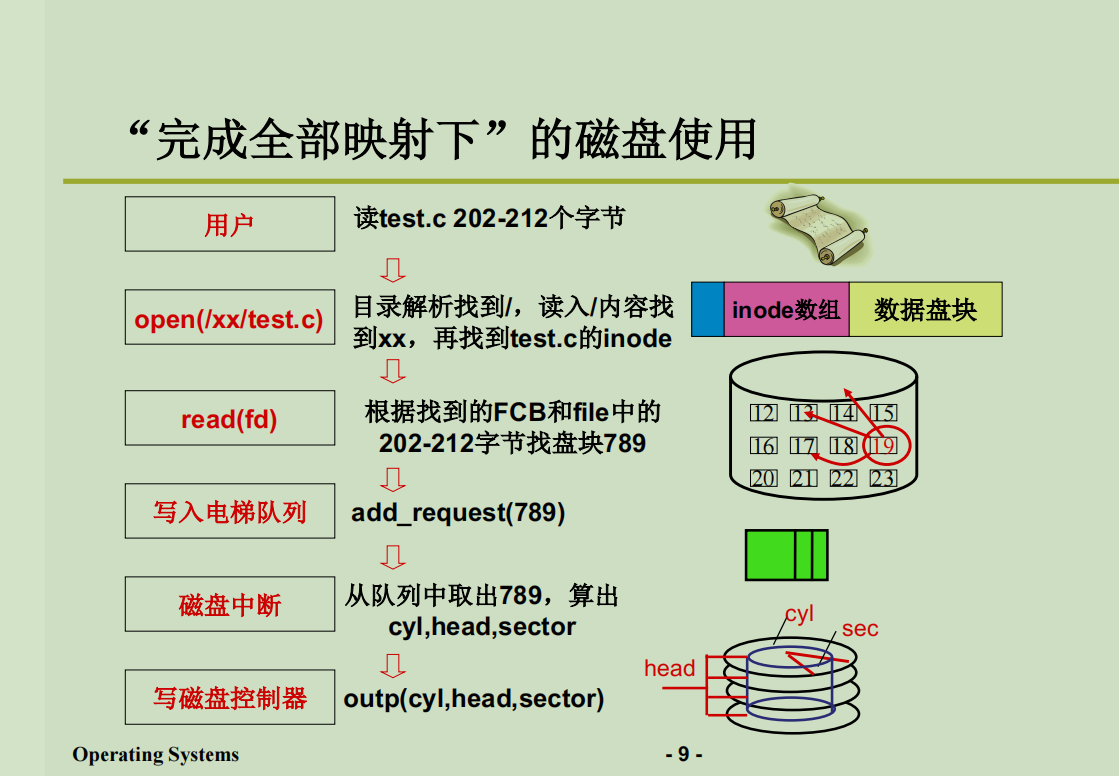 “完成全部映射下”的磁盘使用
用户
读test.c 202-212个字节
open(/xx/test.c)
目录解析找到/，读入/内容找
到xx，再找到test.c的inode
read(fd)
根据找到的FCB和file中的
202-212字节找盘块789
写入电梯队列
add_request(789)
磁盘中断
从队列中取出789，算出
cyl,head,sector
写磁盘控制器
outp(cyl,head,sector)
inode数组
数据盘块
12 13 14 15
16 17 18 19
20 21 22 23
cyl
sec
head
Operating Systems
- 9 -